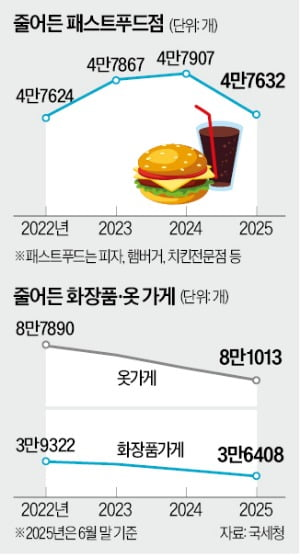 줄어든 패스트푸드점 (단위:개)
4만7624 4만7867 4만7907 4만7632
2022년 2023 2024 2025
※패스트푸드는 피자, 햄버거, 치킨전문점 등
줄어든 화장품·옷 가게 (단위:개)
8만7890 8만1013
옷가게
3만9322 화장품가게 3만6408
2022년 2023 2024 2025
※2025년은 6월 말 기준 자료:국세청